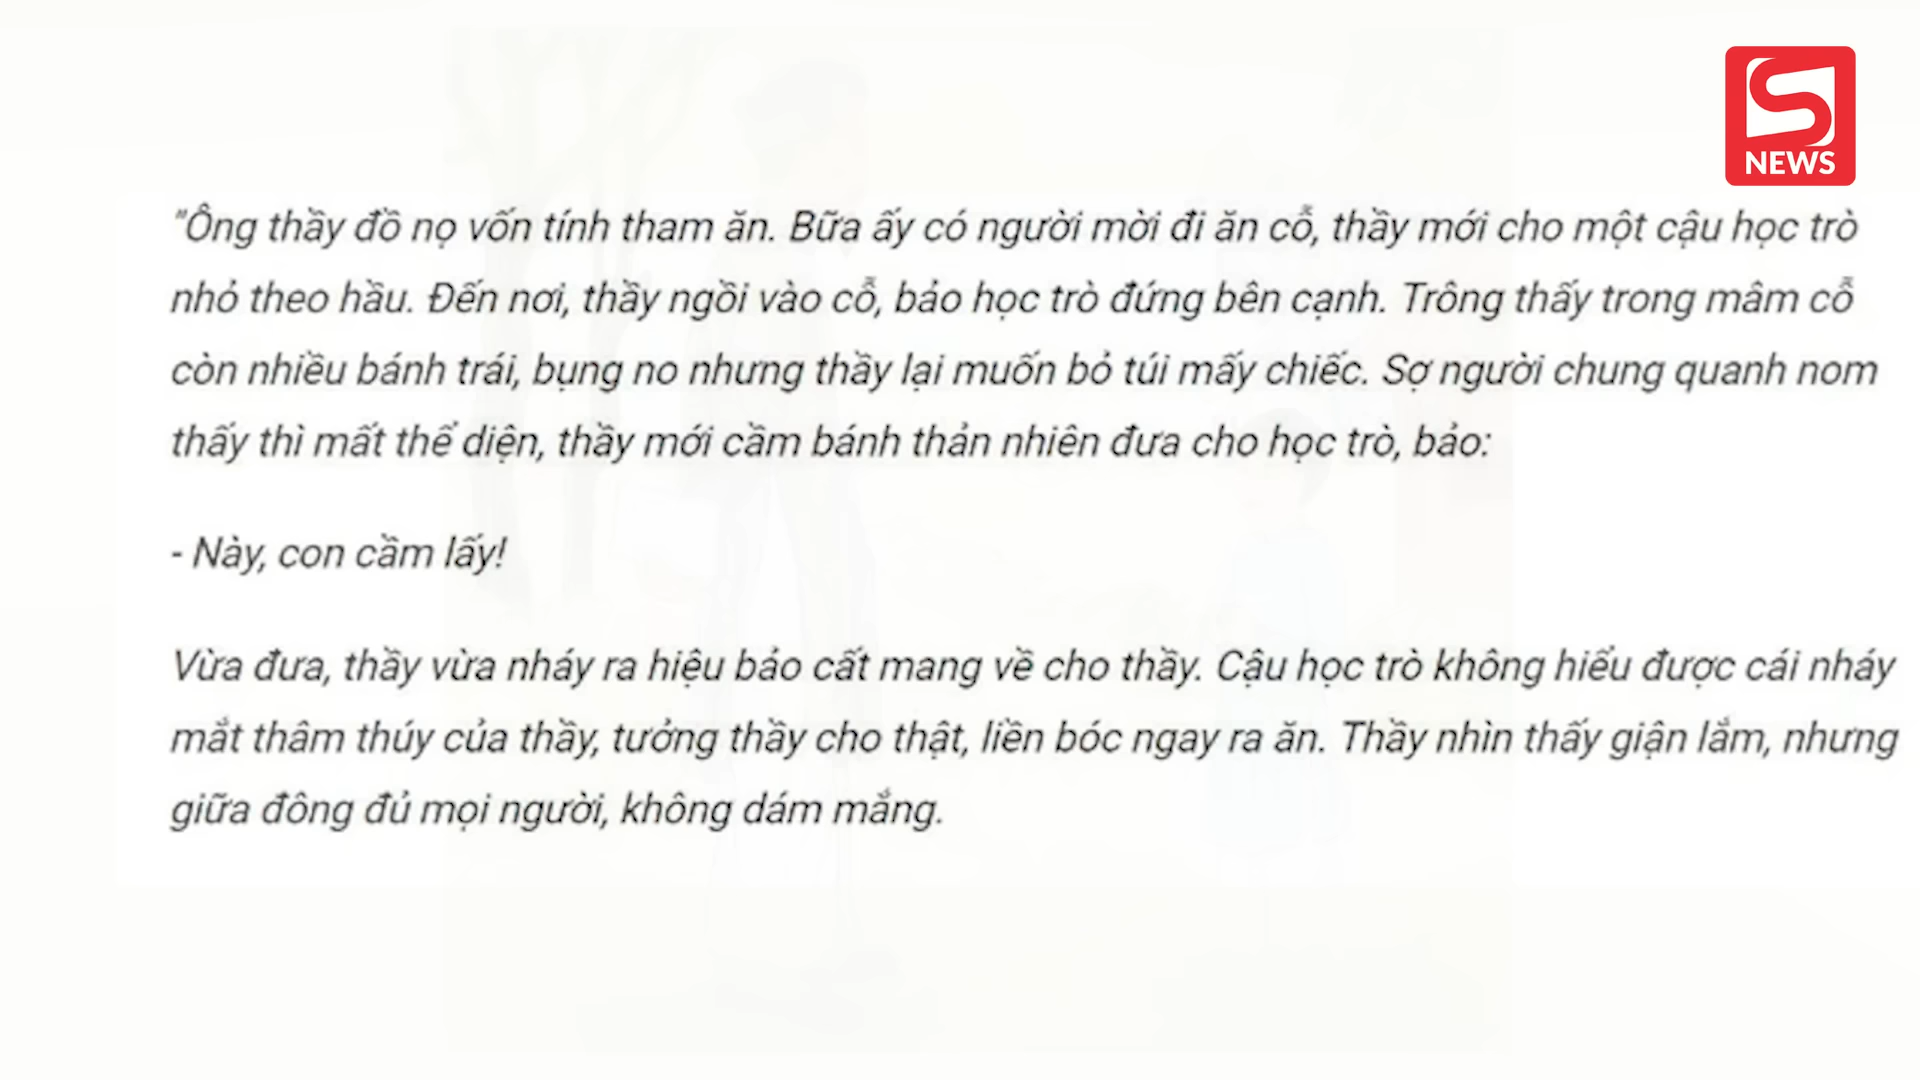 S
NEWS
"Ông thầy đồ nọ vốn tính tham ăn. Bữa ấy có người mời đi ăn cỗ, thầy mới cho một cậu học trò
nhỏ theo hầu. Đến nơi, thầy ngồi vào cỗ, bảo học trò đứng bên cạnh. Trông thấy trong mâm cỗ
còn nhiều bánh trái, bụng no nhưng thầy lại muốn bỏ túi mấy chiếc. Sợ người chung quanh nom
thấy thì mất thể diện, thầy mới cầm bánh thản nhiên đưa cho học trò, bảo:
- Này, con cầm lấy!
Vừa đưa, thầy vừa nháy ra hiệu bảo cất mang về cho thầy. Cậu học trò không hiểu được cái nháy
mắt thâm thúy của thầy, tưởng thầy cho thật, liền bóc ngay ra ăn. Thầy nhìn thấy giận lắm, nhưng
giữa đông đủ mọi người, không dám mắng.